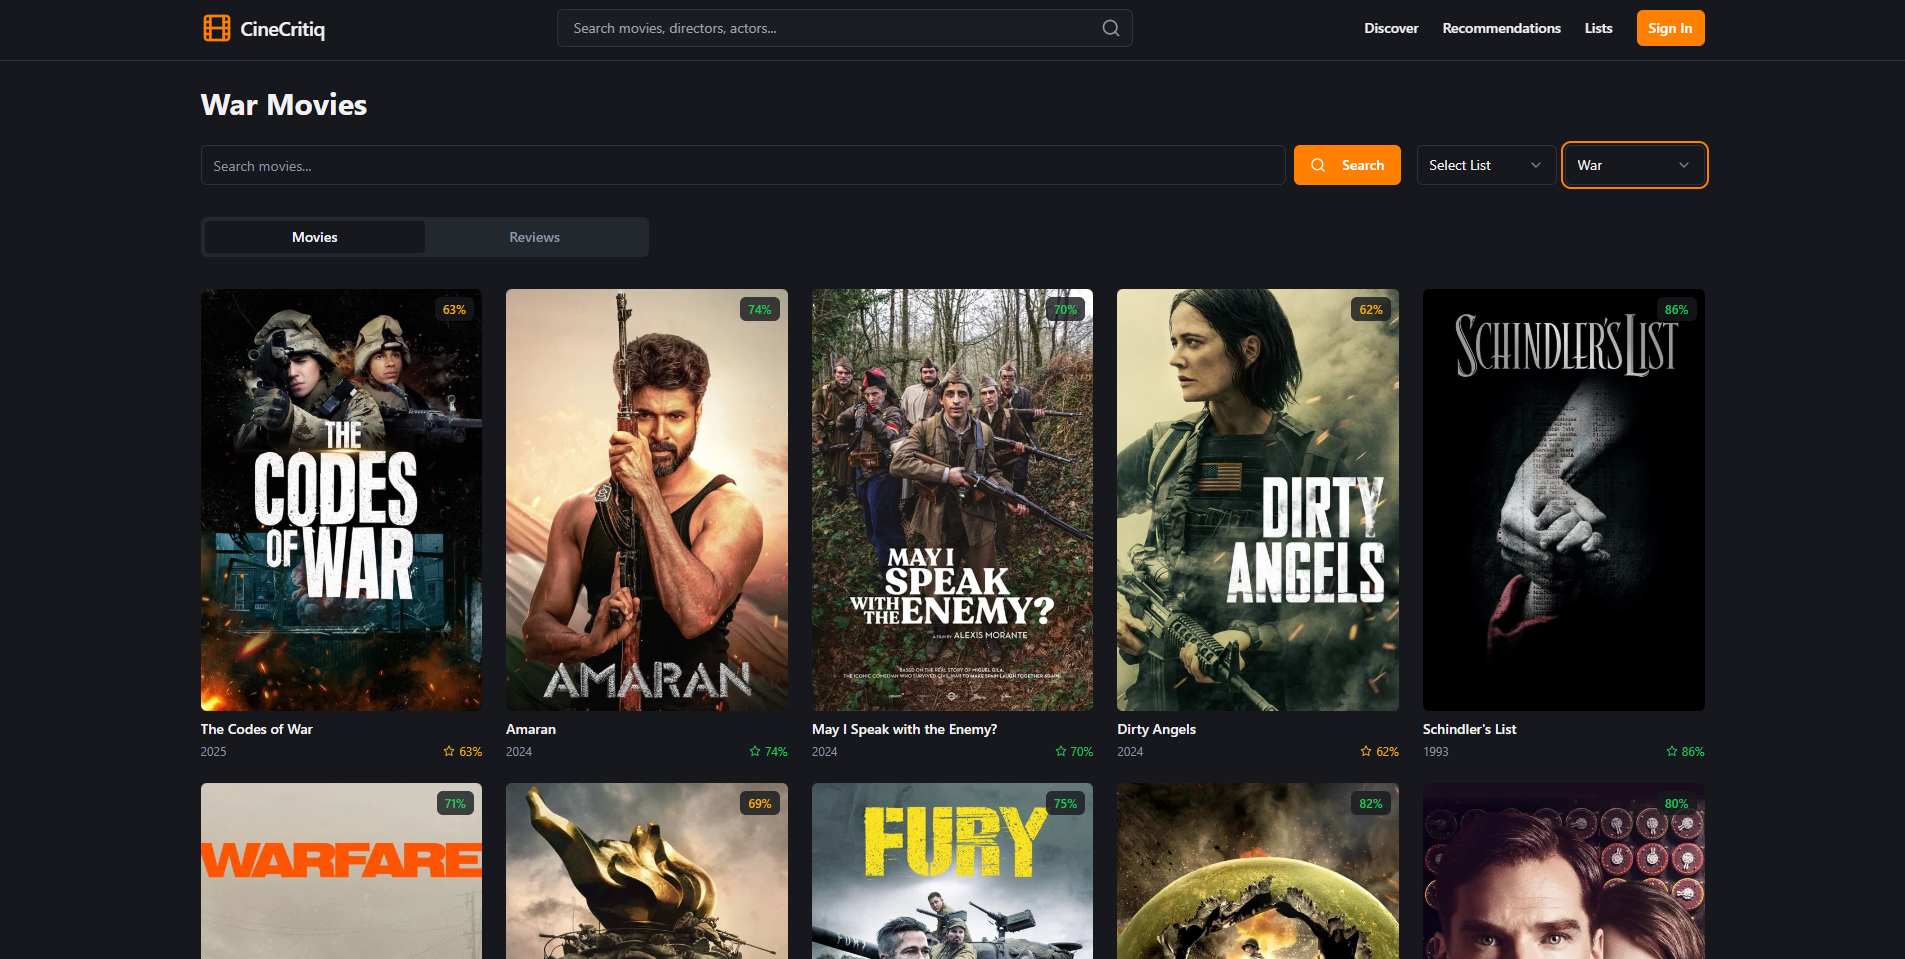 CineCritiq
Search movies, directors, actors...
Discover
Recommendations
Lists
Sign In
War Movies
Search movies...
Search
Select List
War
Movies
Reviews
63%
THE
CODES
OF WAR
74%
AMARAN
70%
MAY I
SPEAK
WITH THE ENEMY?
A FILM BY ALEXIS MORANTE
BASED ON THE REAL STORY OF MIGUEL GILA,
THE ICONIC COMEDIAN WHO SURVIVED CIVIL WAR TO MAKE SPAIN LAUGH TOGETHER AGAIN.
62%
DIRTY
ANGELS
86%
SCHINDLER'S LIST
The Codes of War
2025
63%
Amaran
2024
74%
May I Speak with the Enemy?
2024
70%
Dirty Angels
2024
62%
Schindler's List
1993
86%
71%
WARFARE
69%
75%
FURY
FURY
82%
80%